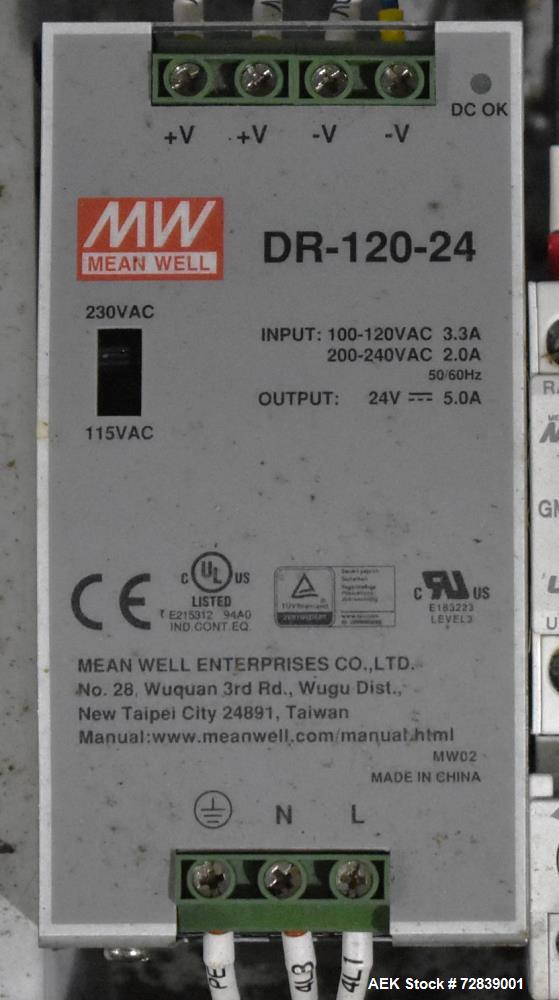 DC OK
+V +V -V -V
MW
MEAN WELL
DR-120-24
230VAC
115VAC
INPUT: 100-120VAC 3.3A
200-240VAC 2.0A
50/60Hz
OUTPUT: 24V 5.0A
CE
C UL US
LISTED
E215312 94A0
IND.CONT.EQ.
TÜVRheinland
C US
E183223
LEVEL3
MEAN WELL ENTERPRISES CO.,LTD.
No. 28, Wuquan 3rd Rd., Wugu Dist.,
New Taipei City 24891, Taiwan
Manual:www.meanwell.com/manual.html
MW02
MADE IN CHINA
N L
PE 4L3 4L1
AEK Stock # 72839001